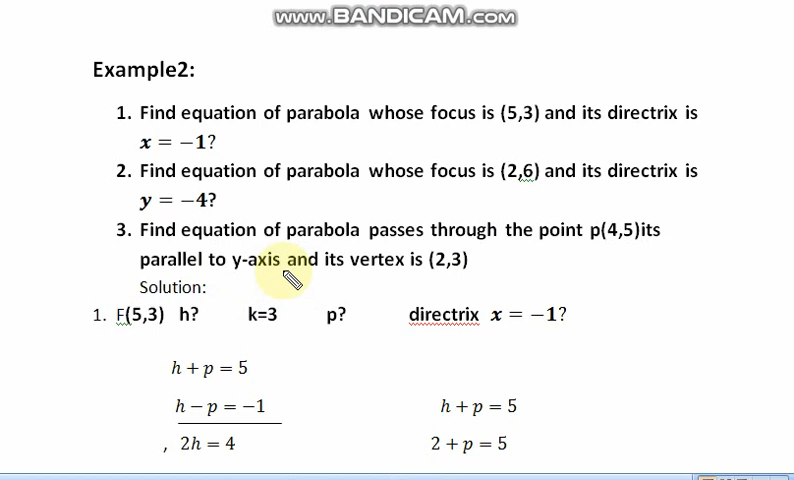 www.BANDICAM.com
Example2:
1. Find equation of parabola whose focus is (5,3) and its directrix is
x = −1?
2. Find equation of parabola whose focus is (2,6) and its directrix is
y = −4?
3. Find equation of parabola passes through the point p(4,5)its
parallel to y-axis and its vertex is (2,3)
Solution:
1. F(5,3) h? k=3 p? directrix x = −1?
h + p = 5
h − p = −1 h + p = 5
, 2h = 4 2 + p = 5